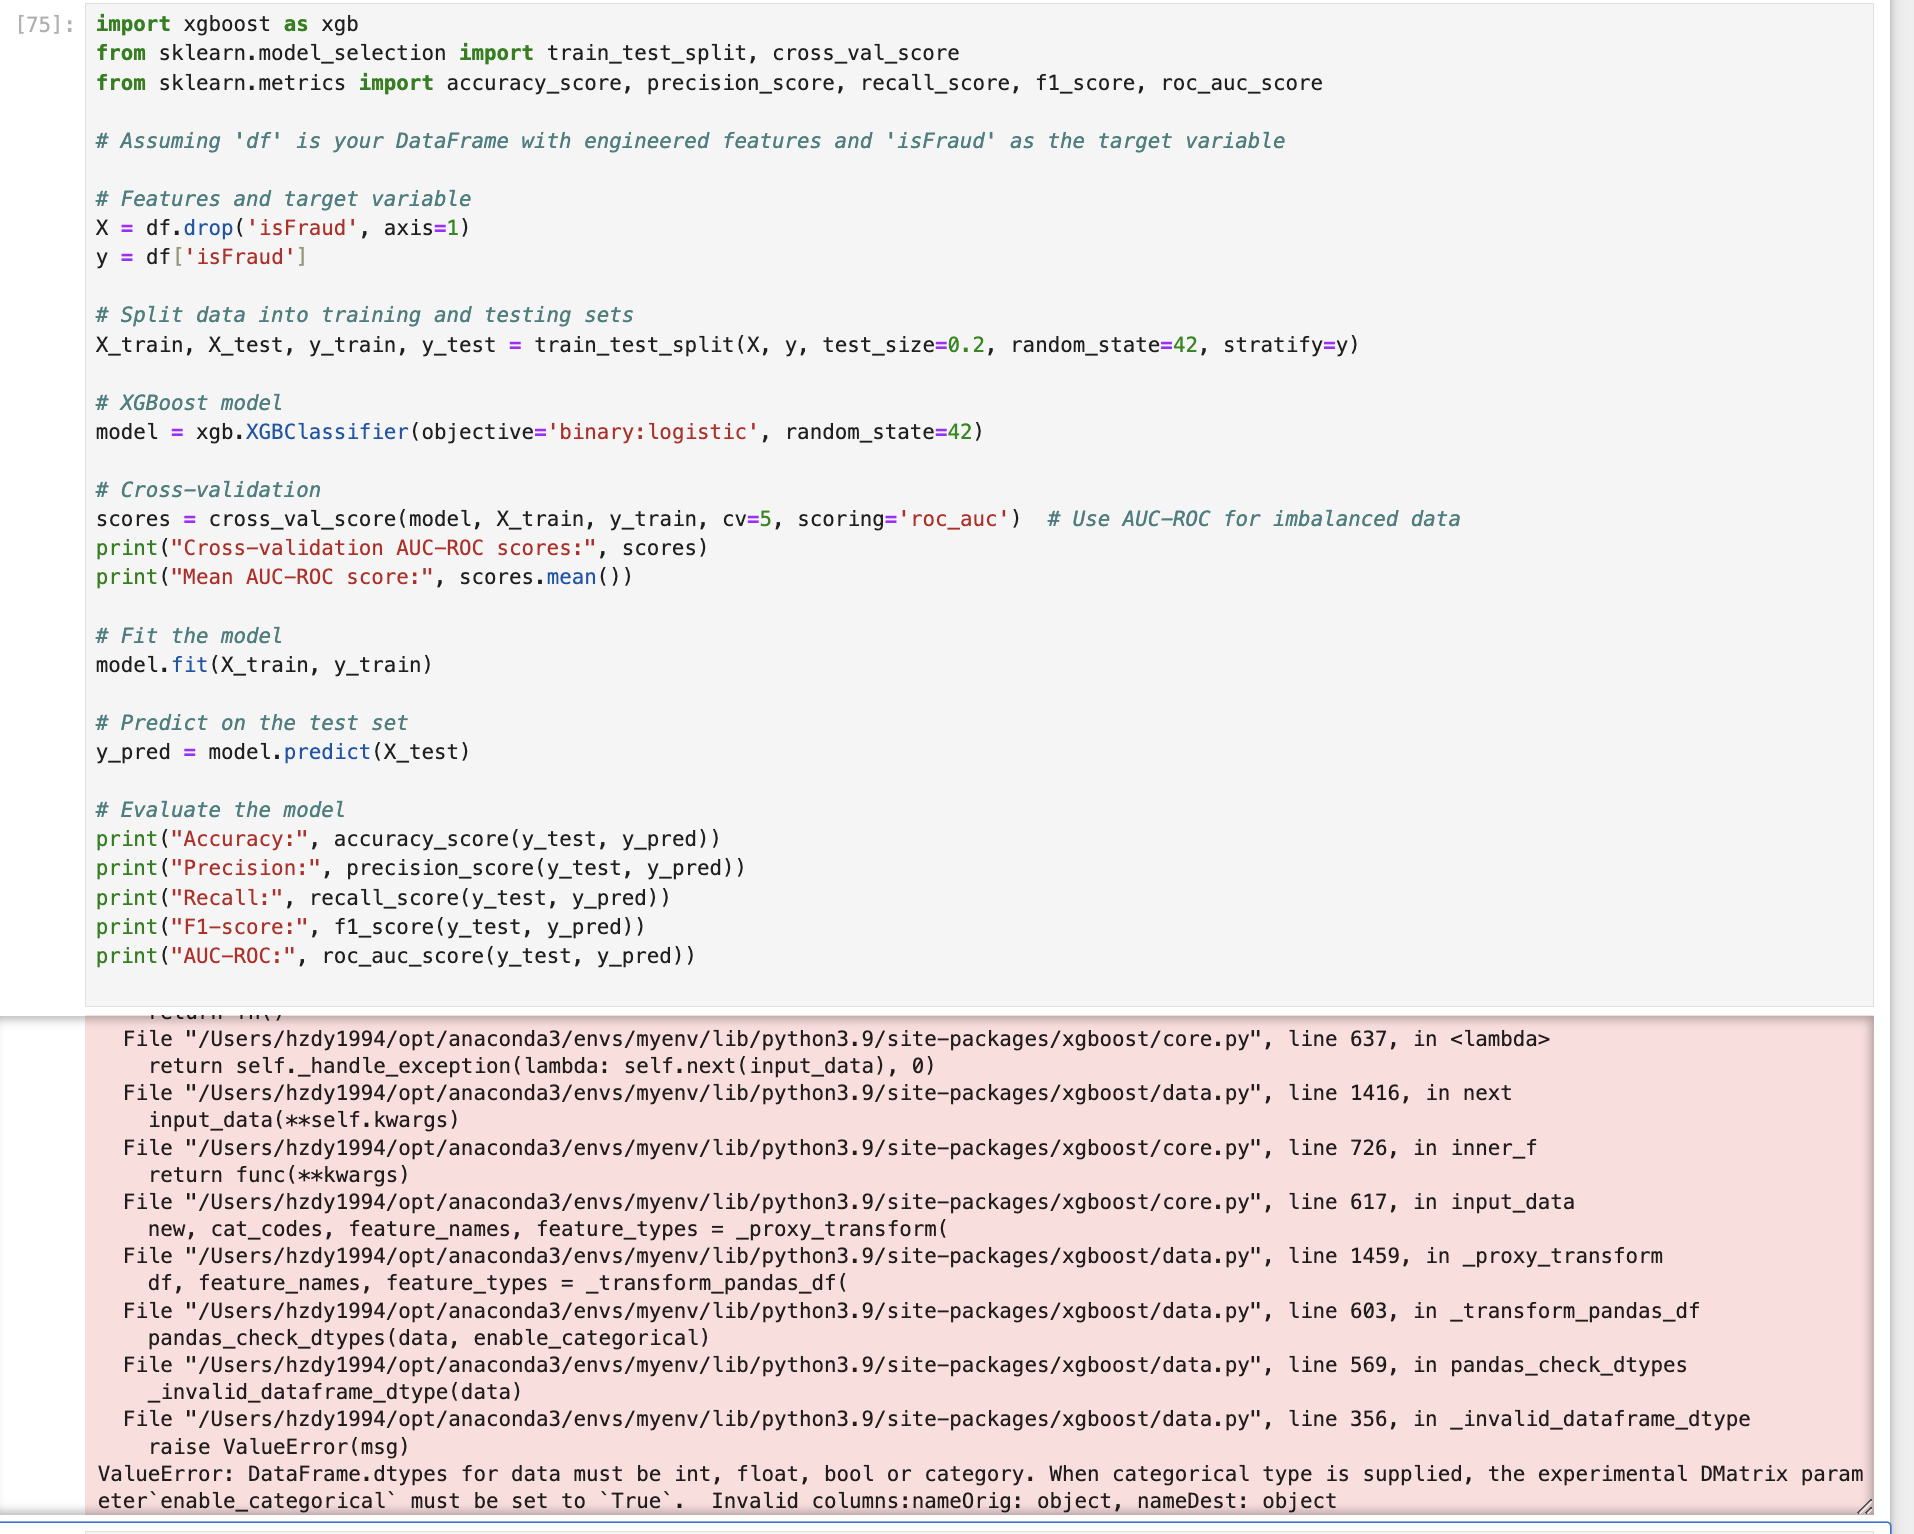 [75]:
import xgboost as xgb
from sklearn.model_selection import train_test_split, cross_val_score
from sklearn.metrics import accuracy_score, precision_score, recall_score, f1_score, roc_auc_score
# Assuming 'df' is your DataFrame with engineered features and 'isFraud' as the target variable
# Features and target variable
X = df.drop('isFraud', axis=1)
y = df['isFraud']
# Split data into training and testing sets
X_train, X_test, y_train, y_test = train_test_split(X, y, test_size=0.2, random_state=42, stratify=y)
# XGBoost model
model = xgb.XGBClassifier(objective='binary:logistic', random_state=42)
# Cross-validation
scores = cross_val_score(model, X_train, y_train, cv=5, scoring='roc_auc')  # Use AUC-ROC for imbalanced data
print("Cross-validation AUC-ROC scores:", scores)
print("Mean AUC-ROC score:", scores.mean())
# Fit the model
model.fit(X_train, y_train)
# Predict on the test set
y_pred = model.predict(X_test)
# Evaluate the model
print("Accuracy:", accuracy_score(y_test, y_pred))
print("Precision:", precision_score(y_test, y_pred))
print("Recall:", recall_score(y_test, y_pred))
print("F1-score:", f1_score(y_test, y_pred))
print("AUC-ROC:", roc_auc_score(y_test, y_pred))
File "/Users/hzdy1994/opt/anaconda3/envs/myenv/lib/python3.9/site-packages/xgboost/core.py", line 637, in <lambda>
return self._handle_exception(lambda: self.next(input_data), 0)
File "/Users/hzdy1994/opt/anaconda3/envs/myenv/lib/python3.9/site-packages/xgboost/data.py", line 1416, in next
input_data(**self.kwargs)
File "/Users/hzdy1994/opt/anaconda3/envs/myenv/lib/python3.9/site-packages/xgboost/core.py", line 726, in inner_f
return func(**kwargs)
File "/Users/hzdy1994/opt/anaconda3/envs/myenv/lib/python3.9/site-packages/xgboost/core.py", line 617, in input_data
new, cat_codes, feature_names, feature_types = _proxy_transform(
File "/Users/hzdy1994/opt/anaconda3/envs/myenv/lib/python3.9/site-packages/xgboost/data.py", line 1459, in _proxy_transform
df, feature_names, feature_types = _transform_pandas_df(
File "/Users/hzdy1994/opt/anaconda3/envs/myenv/lib/python3.9/site-packages/xgboost/data.py", line 603, in _transform_pandas_df
pandas_check_dtypes(data, enable_categorical)
File "/Users/hzdy1994/opt/anaconda3/envs/myenv/lib/python3.9/site-packages/xgboost/data.py", line 569, in pandas_check_dtypes
_invalid_dataframe_dtype(data)
File "/Users/hzdy1994/opt/anaconda3/envs/myenv/lib/python3.9/site-packages/xgboost/data.py", line 356, in _invalid_dataframe_dtype
raise ValueError(msg)
ValueError: DataFrame.dtypes for data must be int, float, bool or category. When categorical type is supplied, the experimental DMatrix param
eter`enable_categorical` must be set to `True`.  Invalid columns:nameOrig: object, nameDest: object